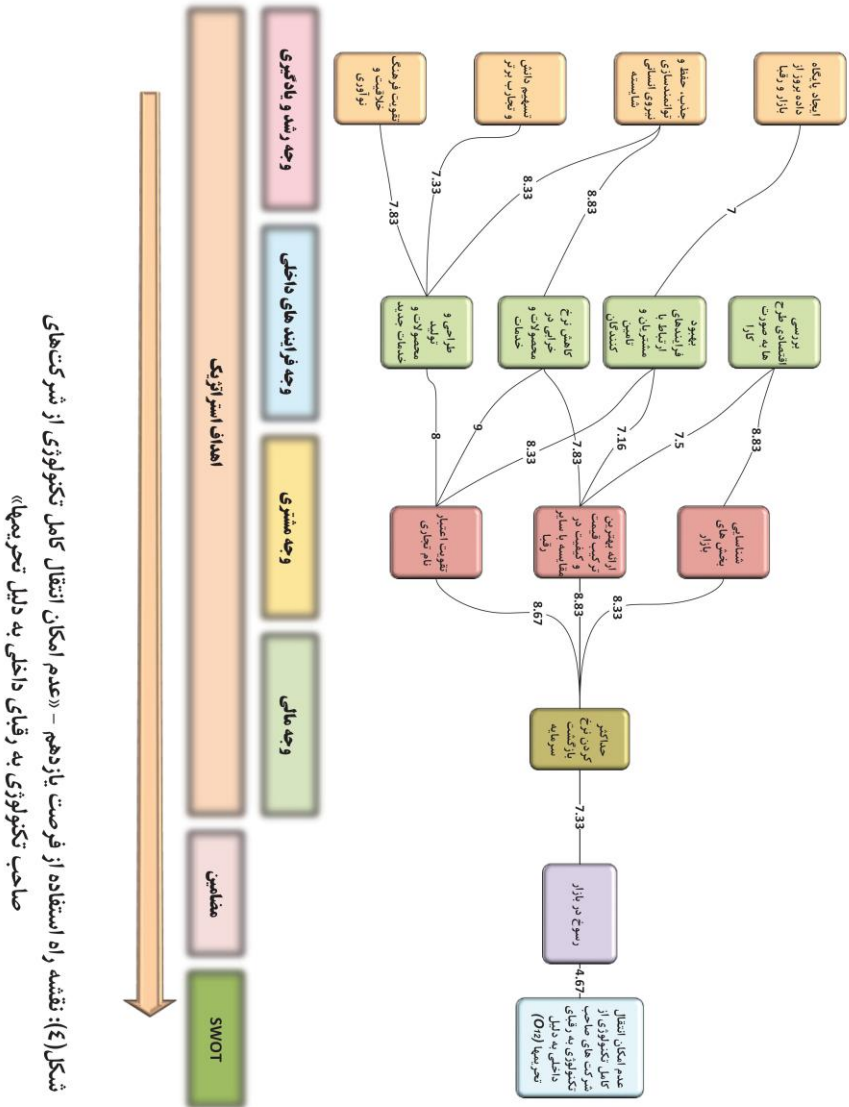 ایجاد پایگاه
داده بروز از
بازار و رقبا
جذب، حفظ و
توانمندسازی
نیروی انسانی
شایسته
تسهیم دانش
و تجارب برتر
تقویت فرهنگ
خلاقیت و
نوآوری
7
8.83
8.33
7.33
7.83
بررسی
اقتصادی طرح
ها به صورت
کارا
بهبود
فرایندهای
ارتباط با
مشتریان و
تامین
کنندگان
کاهش نرخ
خرابی در
محصولات و
خدمات
طراحی و
تولید
محصولات و
خدمات جدید
8.83
7.5
7.16
7.83
8.33
9
8
شناسایی
بخش های
بازار
ارائه بهترین
ترکیب قیمت
و کیفیت در
مقایسه با سایر
رقبا
تقویت اعتبار
نام تجاری
8.33
8.83
8.67
حداکثر
کردن نرخ
بازگشت
سرمایه
7.33
رسوخ در بازار
4.67
عدم امکان انتقال
کامل تکنولوژی از
شرکت های صاحب
تکنولوژی به رقبای
داخلی به دلیل
تحریمها (O12)
وجه رشد و یادگیری
وجه فرایند های داخلی
وجه مشتری
وجه مالی
اهداف استراتژیک
مضامین
SWOT
شکل(٤): نقشه راه استفاده از فرصت یازدهم – «عدم امکان انتقال کامل تکنولوژی از شرکت‌های
صاحب تکنولوژی به رقبای داخلی به دلیل تحریمها»